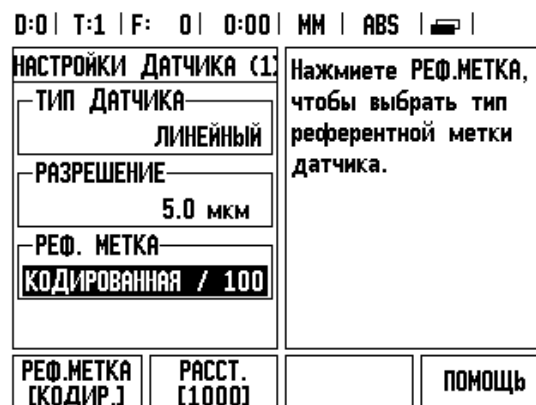 D:0 | T:1 | F: 0 | 0:00 | MM | ABS |
НАСТРОЙКИ ДАТЧИКА (1)
ТИП ДАТЧИКА
ЛИНЕЙНЫЙ
РАЗРЕШЕНИЕ
5.0 мкм
РЕФ. МЕТКА
КОДИРОВАННАЯ / 100
Нажмиете РЕФ.МЕТКА,
чтобы выбрать тип
референтной метки
датчика.
РЕФ.МЕТКА
[КОДИР.]
РАССТ.
[1000]
ПОМОЩЬ